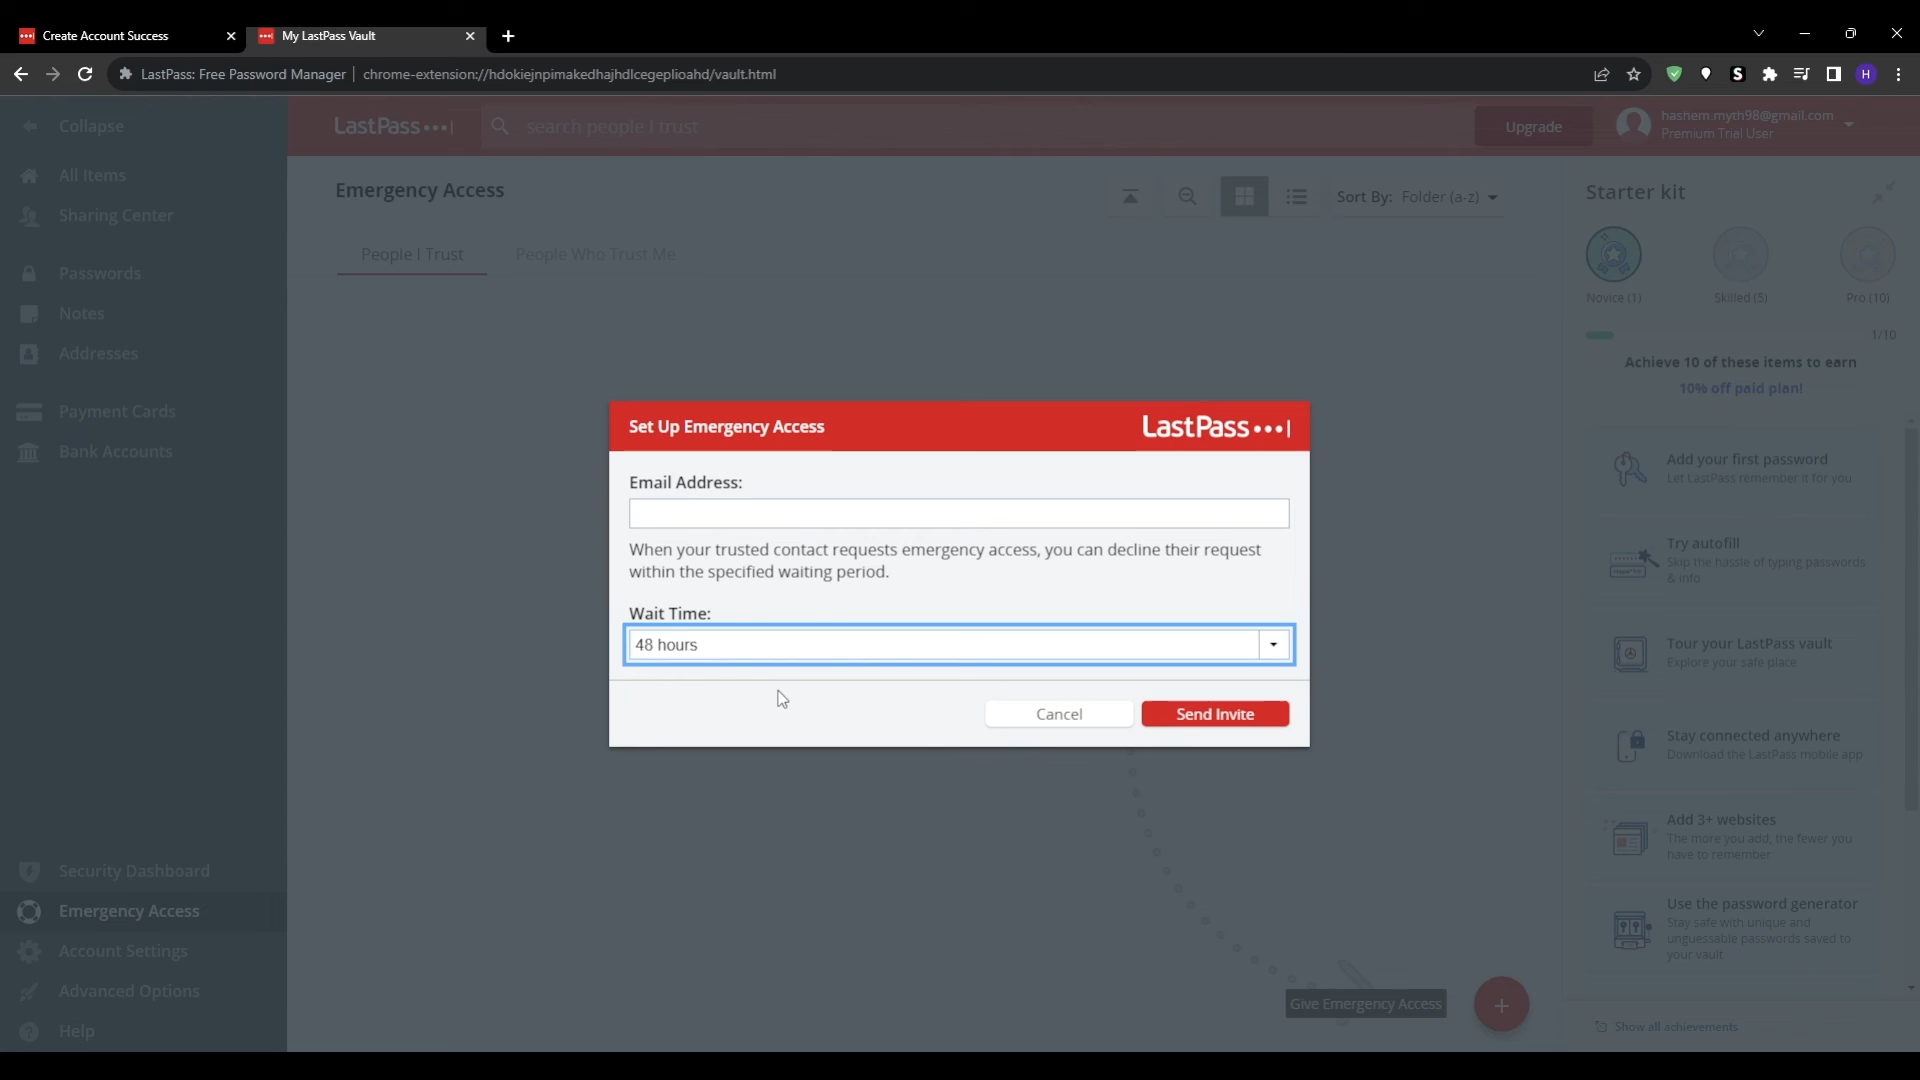 Create Account Success
My LastPass Vault
LastPass: Free Password Manager
chrome-extension://hdokiejnpimakedhajhdlcegeplioahd/vault.html
S
H
Collapse
LastPass
search people I trust
Upgrade
hashem.myth98@gmail.com
Premium Trial User
All Items
Sharing Center
Passwords
Notes
Addresses
Payment Cards
Bank Accounts
Security Dashboard
Emergency Access
Account Settings
Advanced Options
Help
Emergency Access
Sort By: Folder (a-z)
People I Trust
People Who Trust Me
Set Up Emergency Access
LastPass
Email Address:
When your trusted contact requests emergency access, you can decline their request
within the specified waiting period.
Wait Time:
48 hours
Cancel
Send Invite
Give Emergency Access
Starter kit
Novice (1)
Skilled (5)
Pro (10)
1/10
Achieve 10 of these items to earn
10% off paid plan!
Add your first password
Let LastPass remember it for you
Try autofill
Skip the hassle of typing passwords
& info
Tour your LastPass vault
Explore your safe place
Stay connected anywhere
Download the LastPass mobile app
Add 3+ websites
The more you add, the fewer you
have to remember
Use the password generator
Stay safe with unique and
unguessable passwords saved to
your vault
Show all achievements